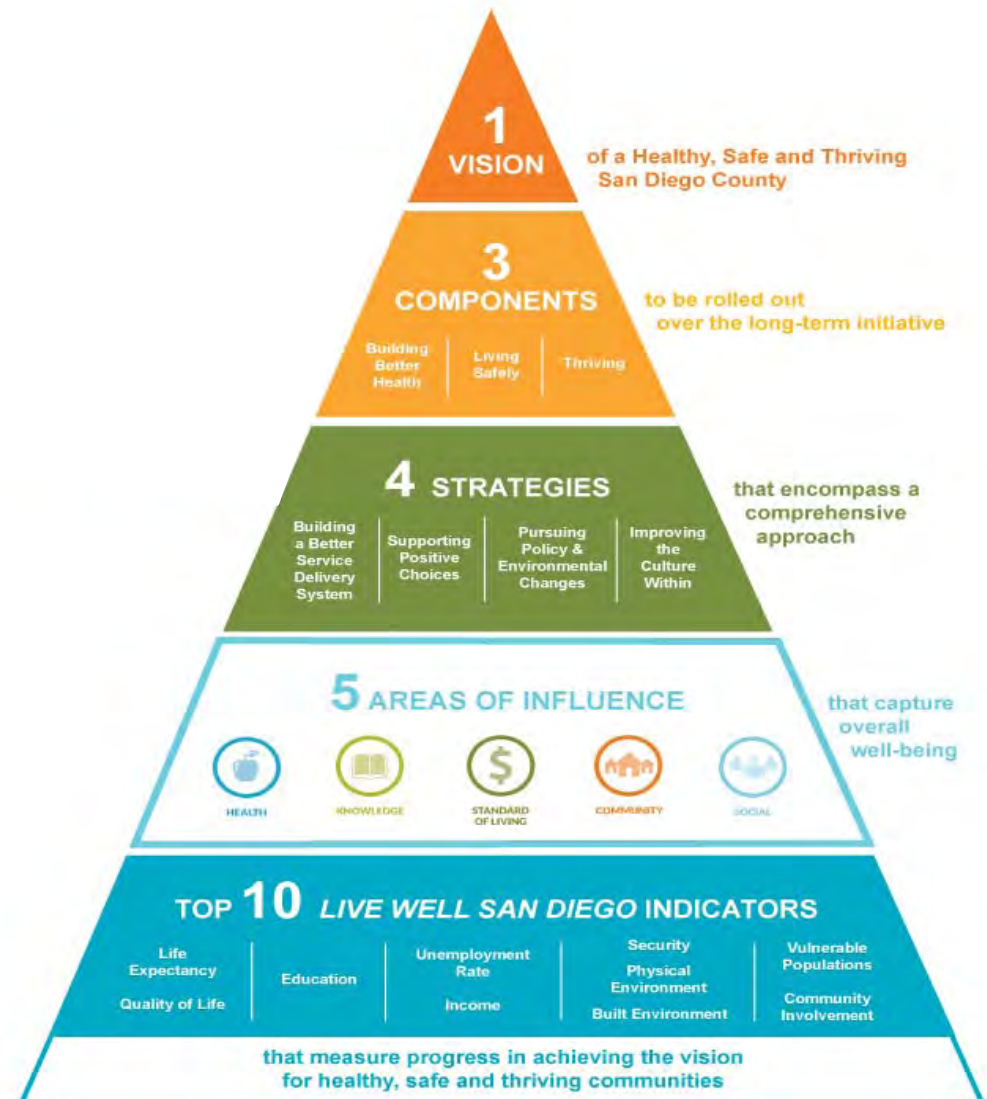 1
VISION
of a Healthy, Safe and Thriving
San Diego County
3
COMPONENTS
to be rolled out
over the long-term initiative
Building
Better
Health
Living
Safely
Thriving
4 STRATEGIES
that encompass a
comprehensive
approach
Building
a Better
Service
Delivery
System
Supporting
Positive
Choices
Pursuing
Policy &
Environmental
Changes
Improving
the
Culture
Within
5 AREAS OF INFLUENCE
that capture
overall
well-being
HEALTH
KNOWLEDGE
STANDARD
OF LIVING
COMMUNITY
SOCIAL
TOP 10 LIVE WELL SAN DIEGO INDICATORS
Life
Expectancy
Quality of Life
Education
Unemployment
Rate
Income
Security
Physical
Environment
Built Environment
Vulnerable
Populations
Community
Involvement
that measure progress in achieving the vision
for healthy, safe and thriving communities